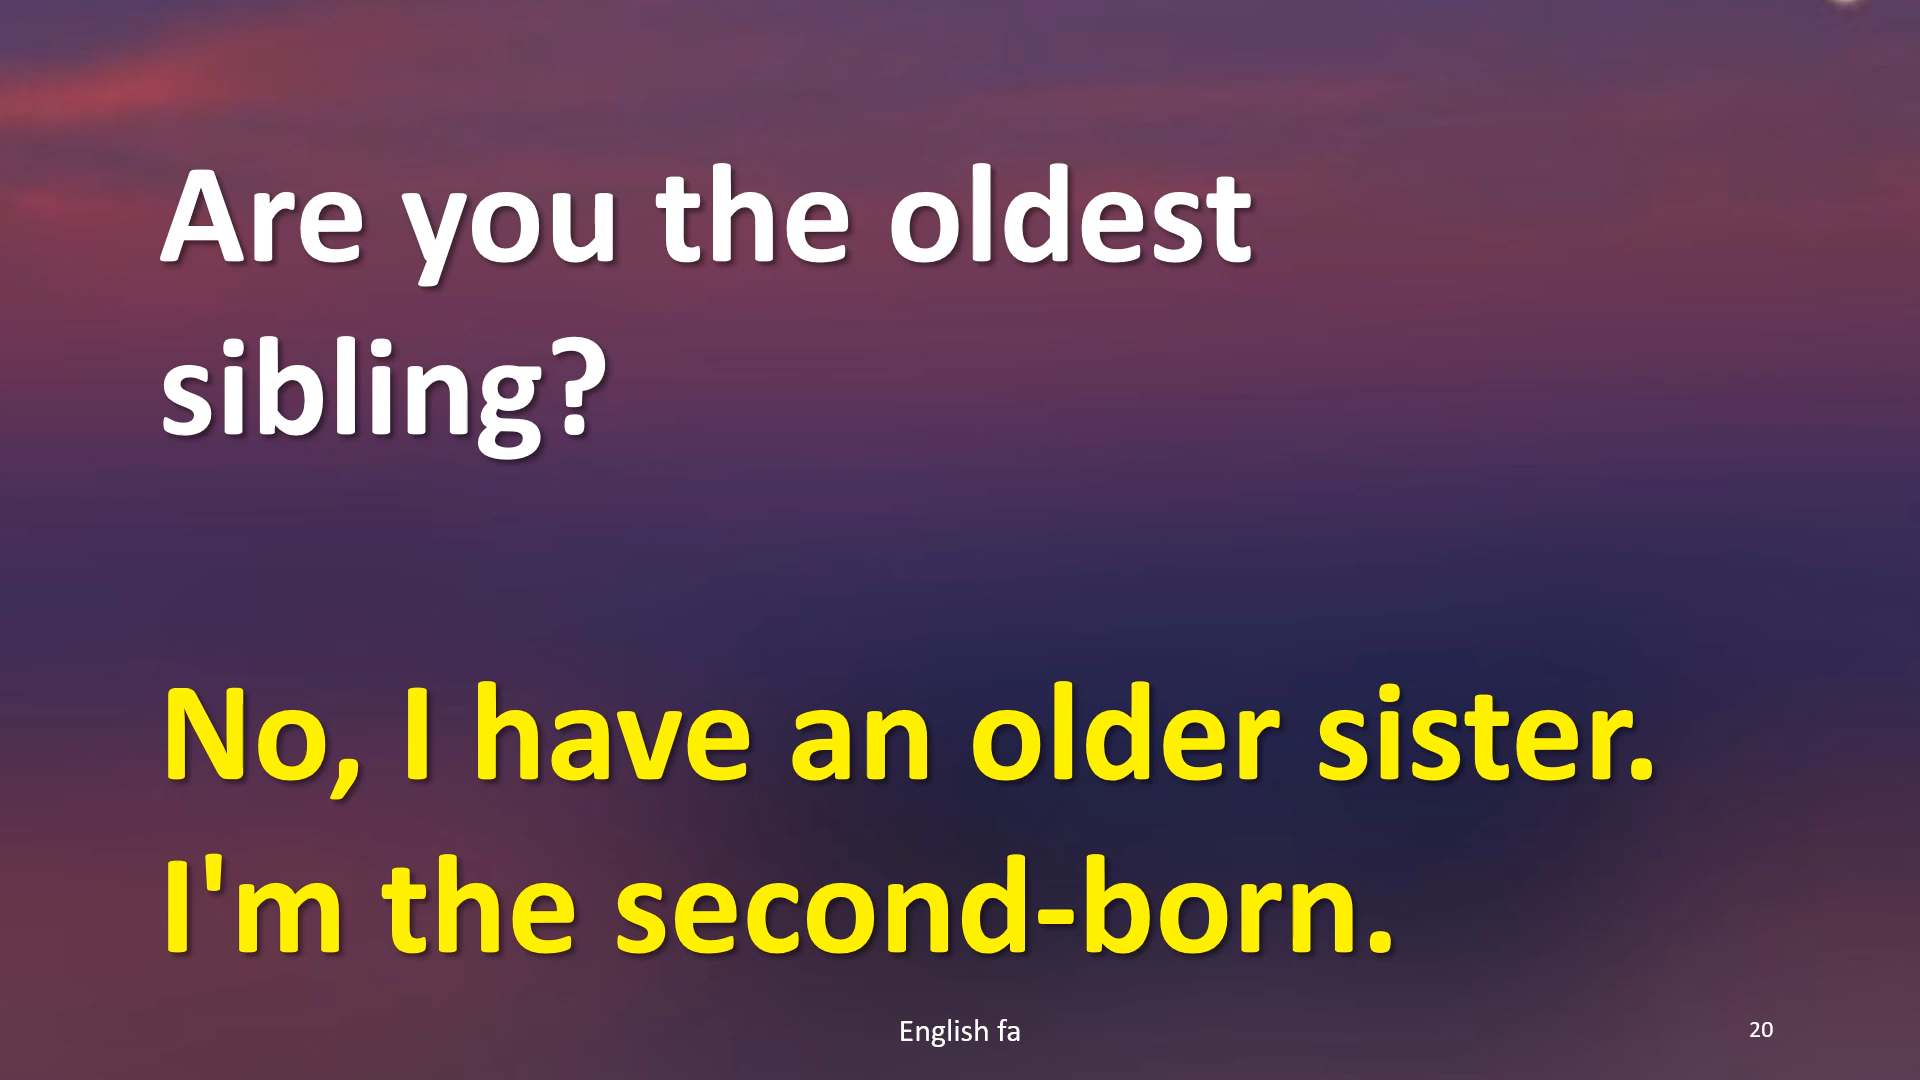 Are you the oldest
sibling?
No, I have an older sister.
I'm the second-born.
English fa
20